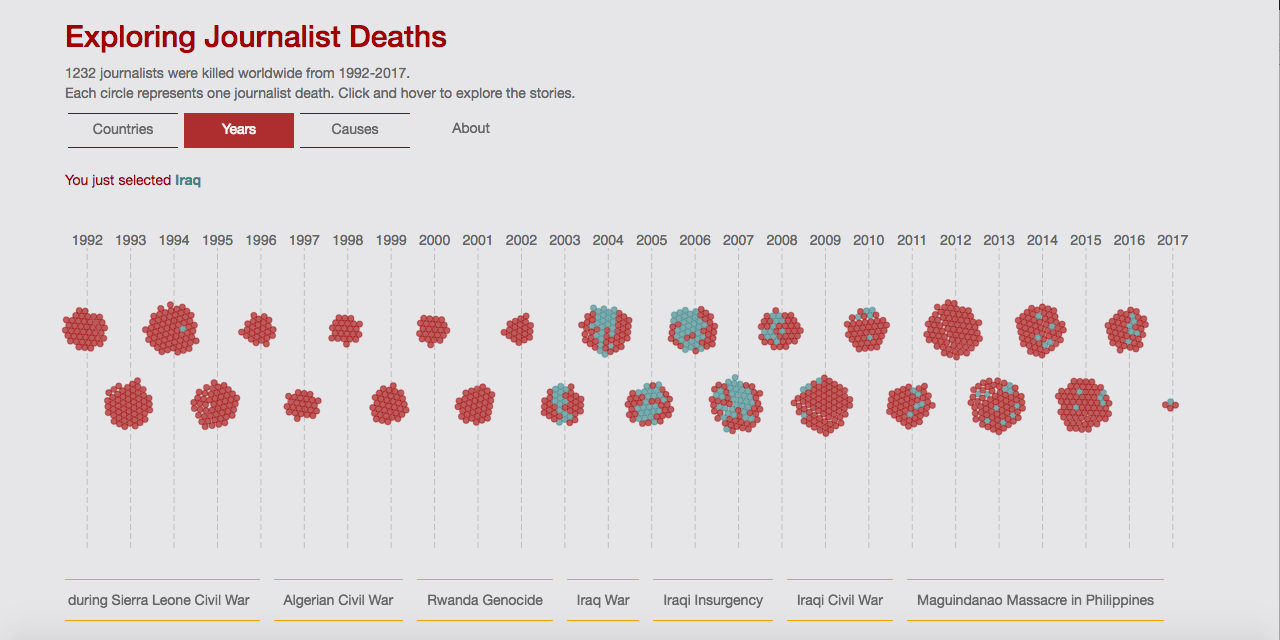 Exploring Journalist Deaths
1232 journalists were killed worldwide from 1992-2017.
Each circle represents one journalist death. Click and hover to explore the stories.
Countries Years Causes About
You just selected Iraq
1992 1993 1994 1995 1996 1997 1998 1999 2000 2001 2002 2003 2004 2005 2006 2007 2008 2009 2010 2011 2012 2013 2014 2015 2016 2017
during Sierra Leone Civil War Algerian Civil War Rwanda Genocide Iraq War Iraqi Insurgency Iraqi Civil War Maguindanao Massacre in Philippines